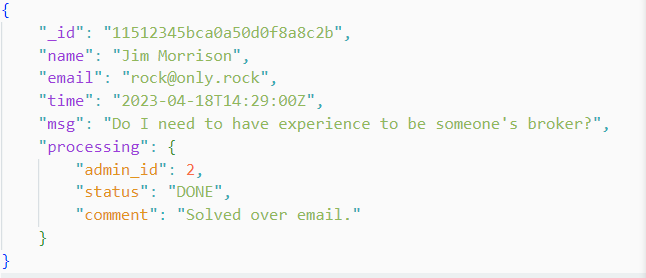 {
"_id": "11512345bca0a50d0f8a8c2b",
"name": "Jim Morrison",
"email": "rock@only.rock",
"time": "2023-04-18T14:29:00Z",
"msg": "Do I need to have experience to be someone's broker?",
"processing": {
"admin_id": 2,
"status": "DONE",
"comment": "Solved over email."
}
}